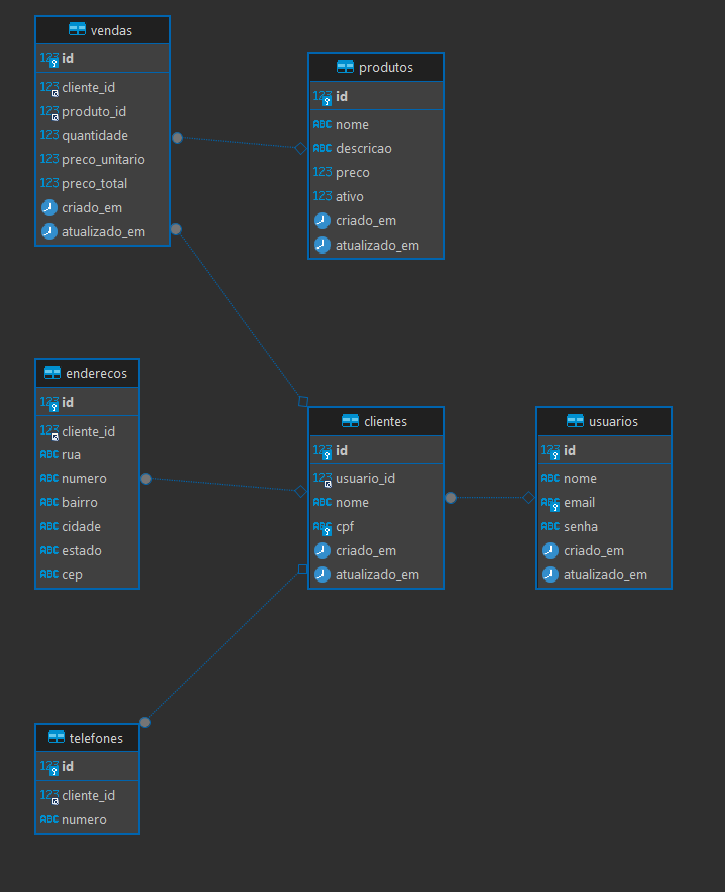 vendas
123 id
123 cliente_id
123 produto_id
123 quantidade
123 preco_unitario
123 preco_total
criado_em
atualizado_em
produtos
123 id
ABC nome
ABC descricao
123 preco
123 ativo
criado_em
atualizado_em
enderecos
123 id
123 cliente_id
ABC rua
ABC numero
ABC bairro
ABC cidade
ABC estado
ABC cep
clientes
123 id
123 usuario_id
ABC nome
ABC cpf
criado_em
atualizado_em
usuarios
123 id
ABC nome
ABC email
ABC senha
criado_em
atualizado_em
telefones
123 id
123 cliente_id
ABC numero